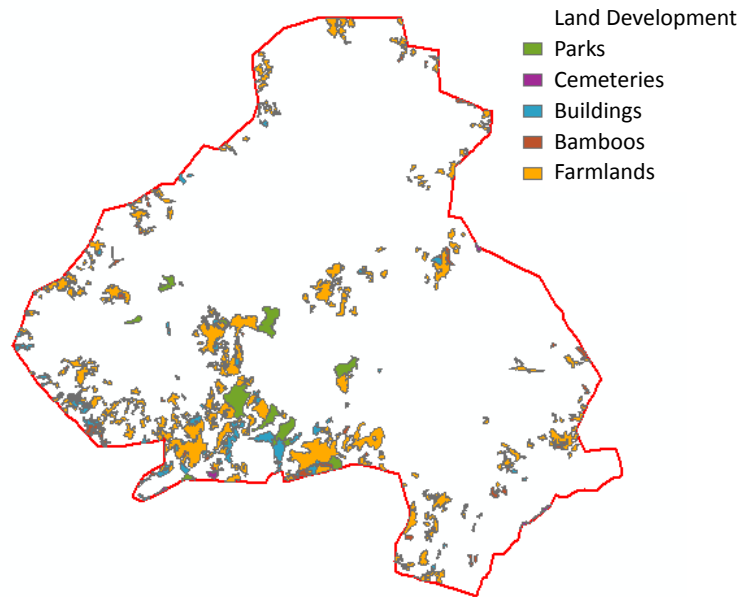 Land Development
Parks
Cemeteries
Buildings
Bamboos
Farmlands